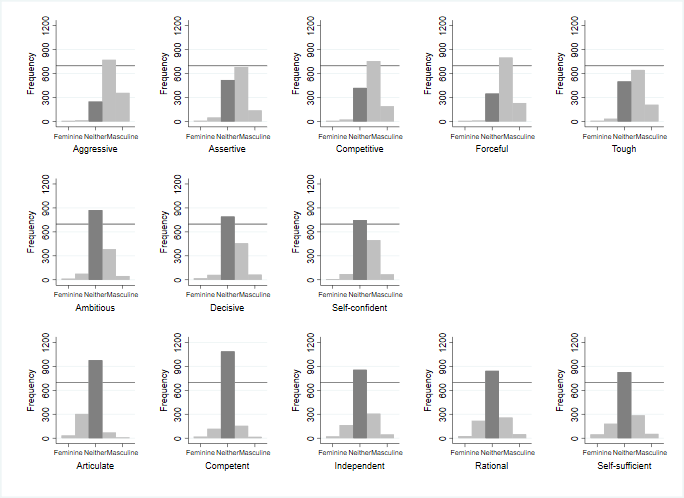 Frequency
1200
900
600
300
0
Feminine Neither Masculine
Aggressive
Frequency
1200
900
600
300
0
Feminine Neither Masculine
Assertive
Frequency
1200
900
600
300
0
Feminine Neither Masculine
Competitive
Frequency
1200
900
600
300
0
Feminine Neither Masculine
Forceful
Frequency
1200
900
600
300
0
Feminine Neither Masculine
Tough
Frequency
1200
900
600
300
0
Feminine Neither Masculine
Ambitious
Frequency
1200
900
600
300
0
Feminine Neither Masculine
Decisive
Frequency
1200
900
600
300
0
Feminine Neither Masculine
Self-confident
Frequency
1200
900
600
300
0
Feminine Neither Masculine
Articulate
Frequency
1200
900
600
300
0
Feminine Neither Masculine
Competent
Frequency
1200
900
600
300
0
Feminine Neither Masculine
Independent
Frequency
1200
900
600
300
0
Feminine Neither Masculine
Rational
Frequency
1200
900
600
300
0
Feminine Neither Masculine
Self-sufficient